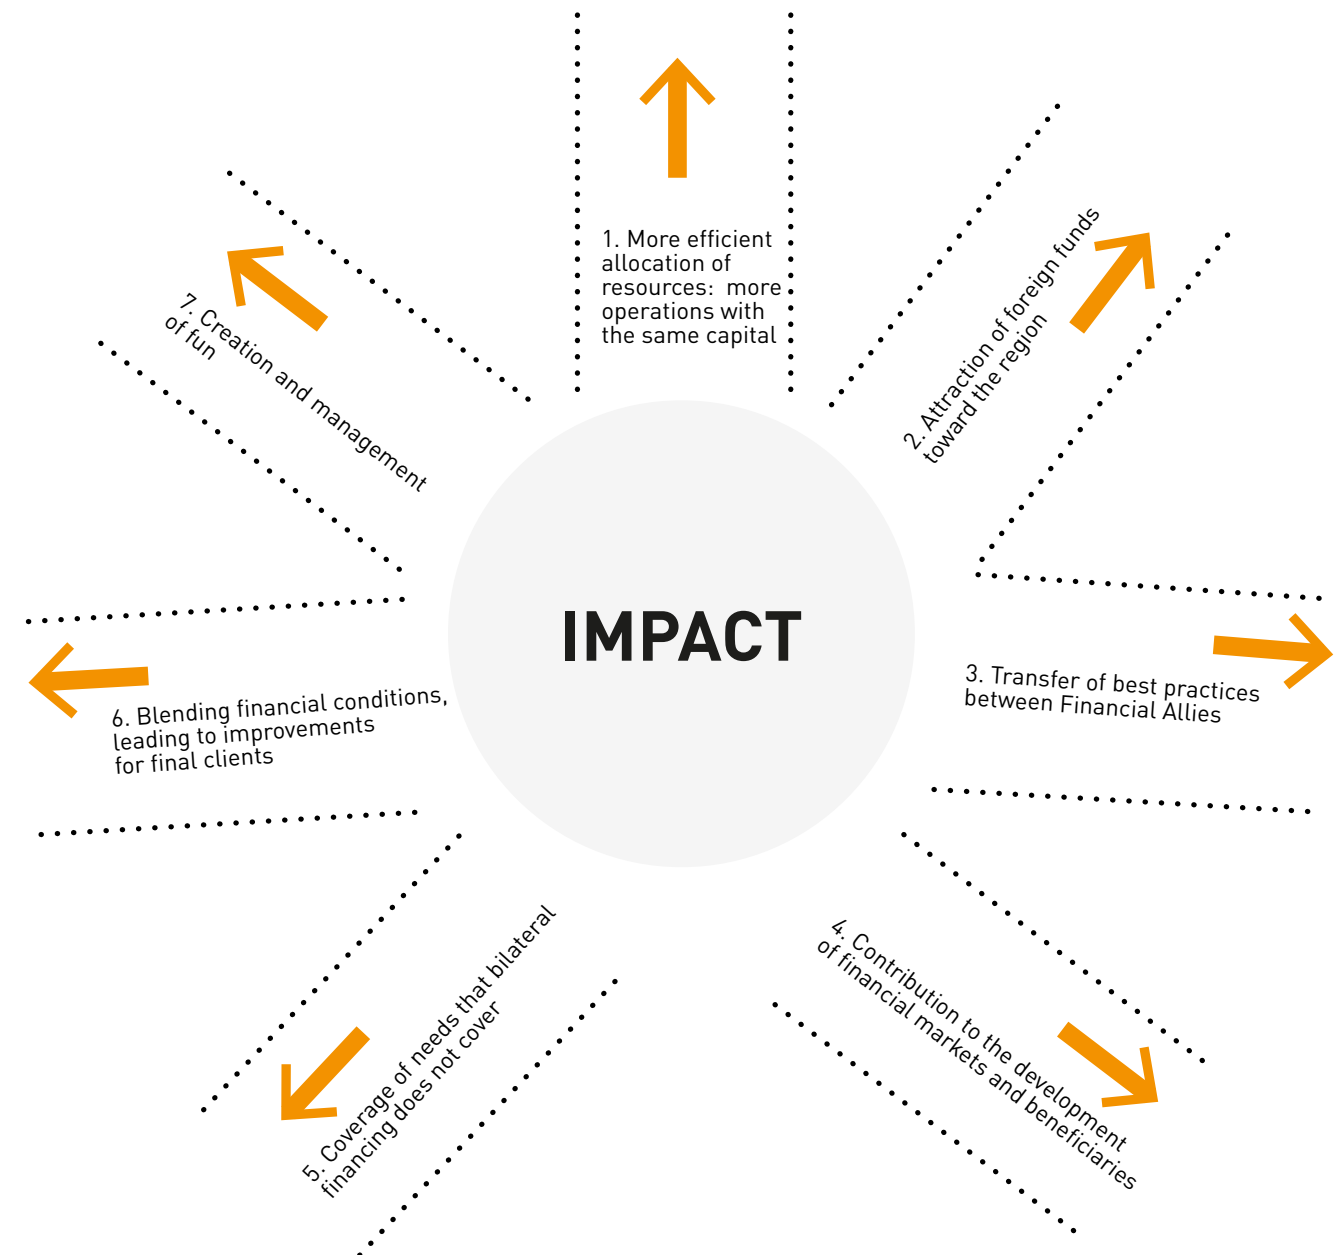 1. More efficient
allocation of
resources: more
operations with
the same capital
2. Attraction of foreign funds
toward the region
3. Transfer of best practices
between Financial Allies
4. Contribution to the development
of financial markets and beneficiaries
5. Coverage of needs that bilateral
financing does not cover
6. Blending financial conditions,
leading to improvements
for final clients
7. Creation and management
of fun
IMPACT